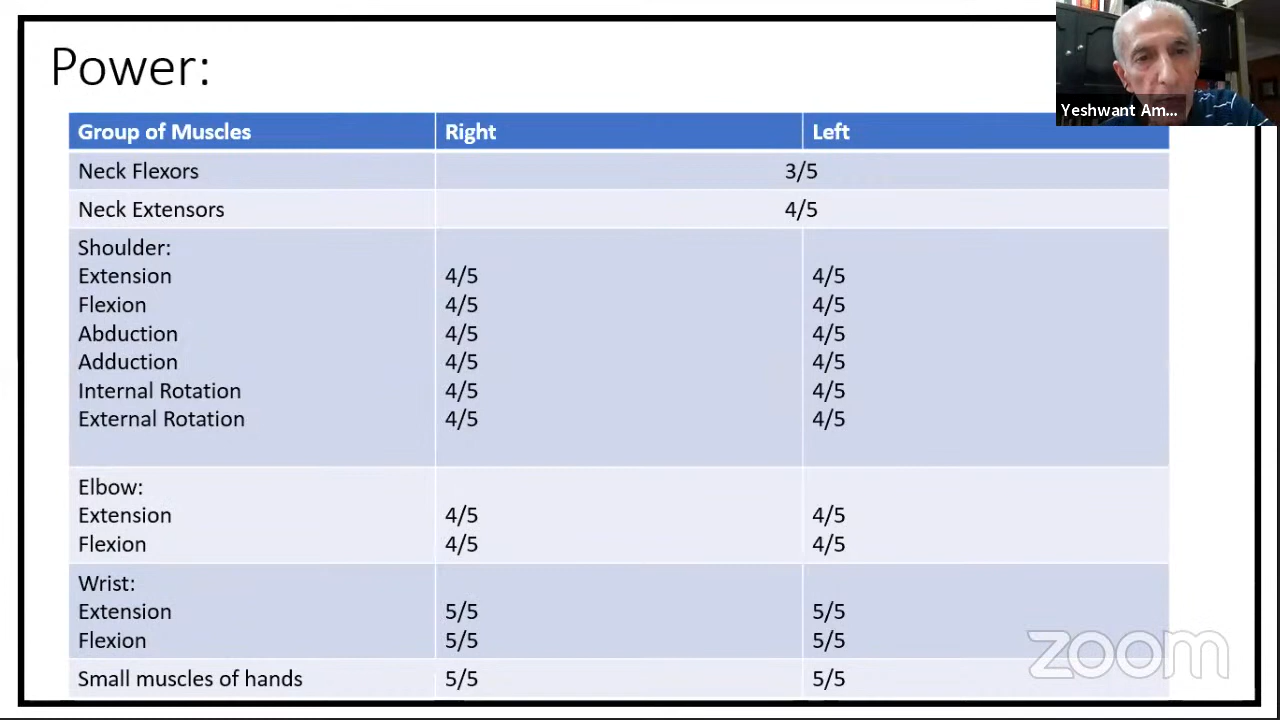 Power:
Yeshwant Am...
Group of Muscles Right Left
Neck Flexors 3/5
Neck Extensors 4/5
Shoulder:
Extension 4/5 4/5
Flexion 4/5 4/5
Abduction 4/5 4/5
Adduction 4/5 4/5
Internal Rotation 4/5 4/5
External Rotation 4/5 4/5
Elbow:
Extension 4/5 4/5
Flexion 4/5 4/5
Wrist:
Extension 5/5 5/5
Flexion 5/5 5/5
Small muscles of hands 5/5 5/5
zoom